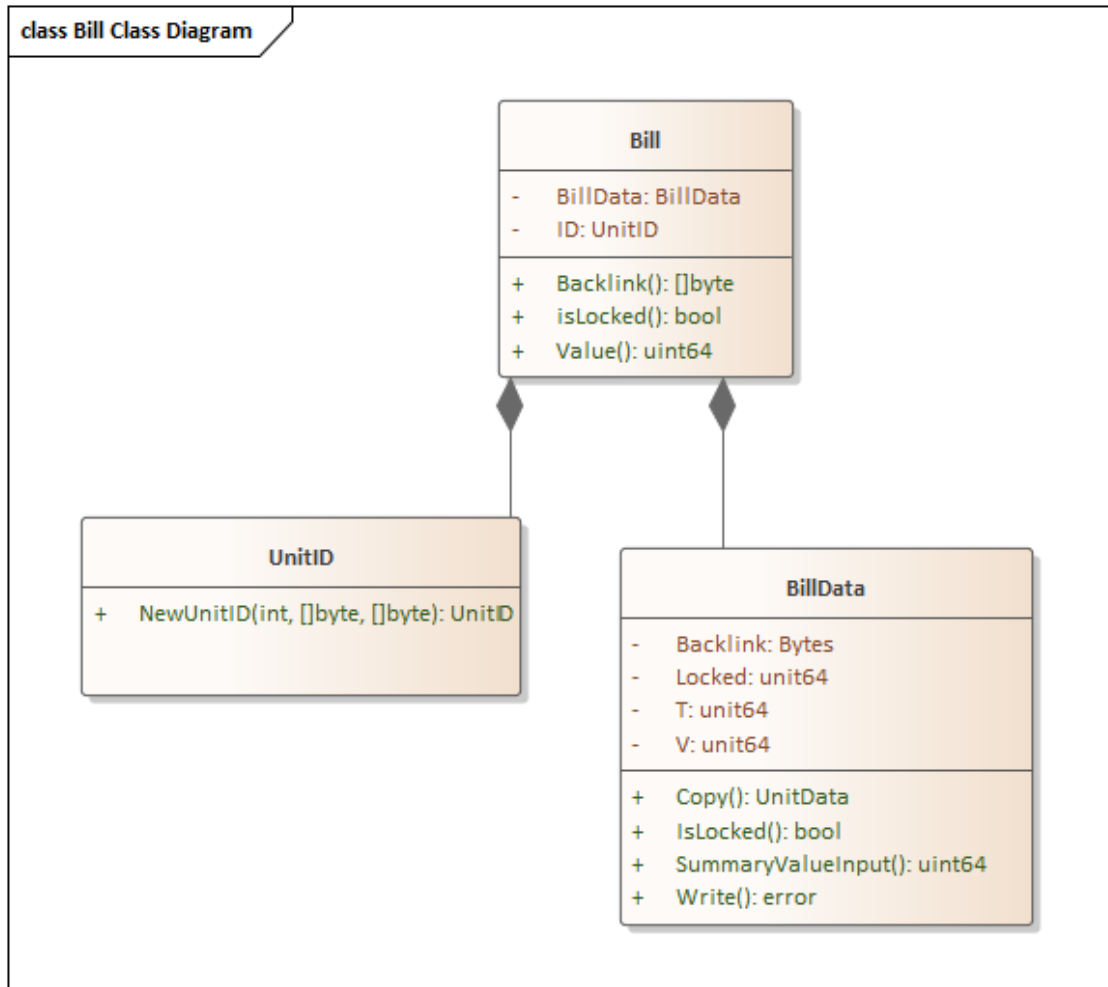 class Bill Class Diagram
Bill
- BillData: BillData
- ID: UnitID
+ Backlink(): []byte
+ isLocked(): bool
+ Value(): uint64
UnitID
+ NewUnitID(int, []byte, []byte): UnitID
BillData
- Backlink: Bytes
- Locked: unit64
- T: unit64
- V: unit64
+ Copy(): UnitData
+ IsLocked(): bool
+ SummaryValueInput(): uint64
+ Write(): error